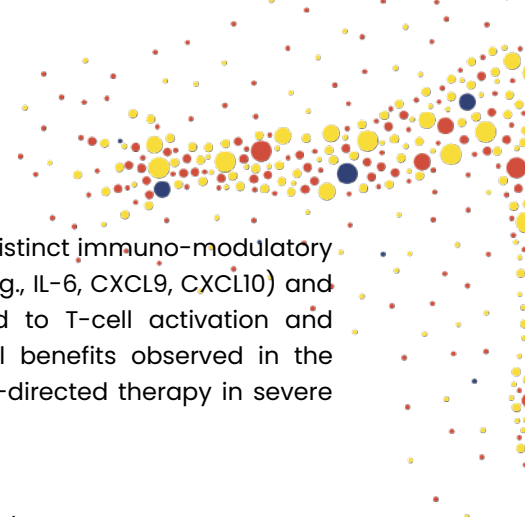 istinct immuno-modulatory
g., IL-6, CXCL9, CXCL10) and
d to T-cell activation and
l benefits observed in the
-directed therapy in severe